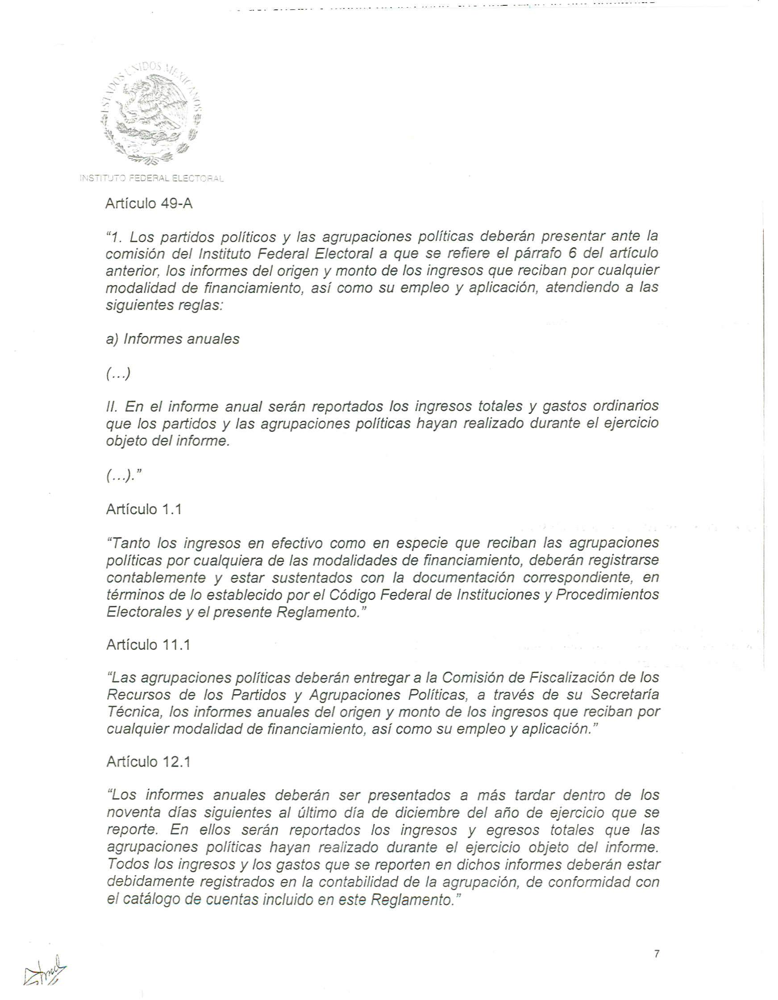 ESTADOS UNIDOS MEXICANOS
INSTITUTO FEDERAL ELECTORAL
Artículo 49-A
“1. Los partidos políticos y las agrupaciones políticas deberán presentar ante la
comisión del Instituto Federal Electoral a que se refiere el párrafo 6 del artículo
anterior, los informes del origen y monto de los ingresos que reciban por cualquier
modalidad de financiamiento, así como su empleo y aplicación, atendiendo a las
siguientes reglas:
a) Informes anuales
(...)
II. En el informe anual serán reportados los ingresos totales y gastos ordinarios
que los partidos y las agrupaciones políticas hayan realizado durante el ejercicio
objeto del informe.
(...).”
Artículo 1.1
“Tanto los ingresos en efectivo como en especie que reciban las agrupaciones
políticas por cualquiera de las modalidades de financiamiento, deberán registrarse
contablemente y estar sustentados con la documentación correspondiente, en
términos de lo establecido por el Código Federal de Instituciones y Procedimientos
Electorales y el presente Reglamento.”
Artículo 11.1
“Las agrupaciones políticas deberán entregar a la Comisión de Fiscalización de los
Recursos de los Partidos y Agrupaciones Políticas, a través de su Secretaría
Técnica, los informes anuales del origen y monto de los ingresos que reciban por
cualquier modalidad de financiamiento, así como su empleo y aplicación.”
Artículo 12.1
“Los informes anuales deberán ser presentados a más tardar dentro de los
noventa días siguientes al último día de diciembre del año de ejercicio que se
reporte. En ellos serán reportados los ingresos y egresos totales que las
agrupaciones políticas hayan realizado durante el ejercicio objeto del informe.
Todos los ingresos y los gastos que se reporten en dichos informes deberán estar
debidamente registrados en la contabilidad de la agrupación, de conformidad con
el catálogo de cuentas incluido en este Reglamento.”
7